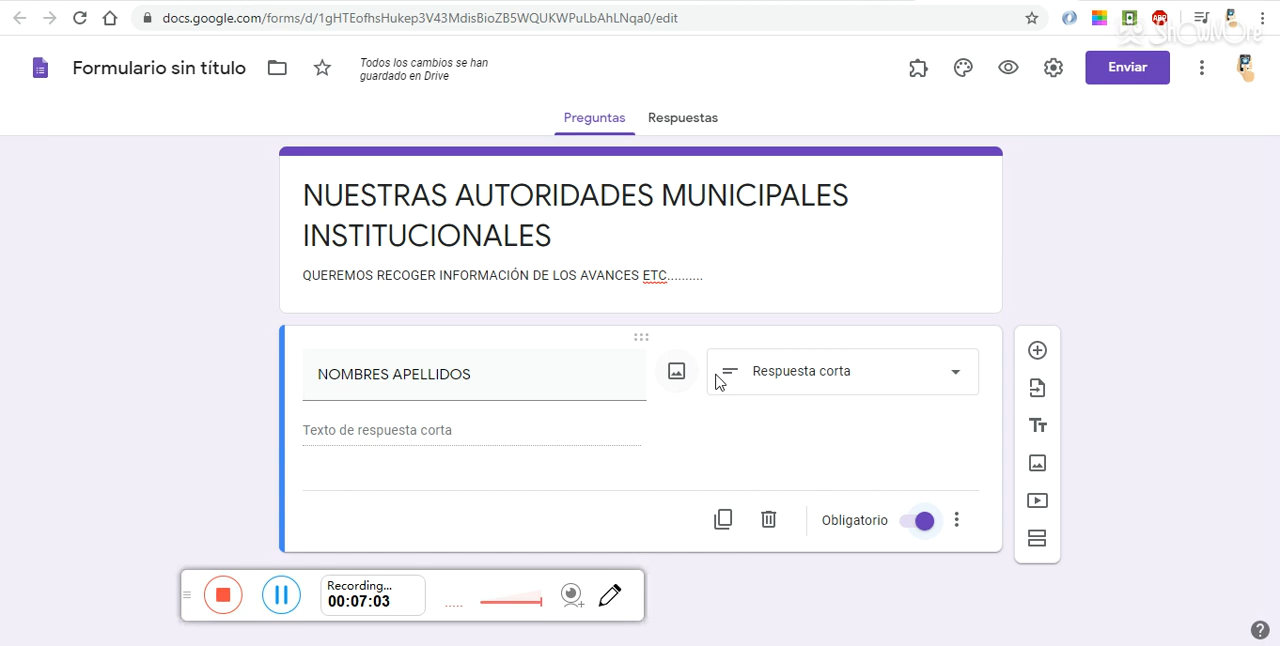 docs.google.com/forms/d/1gHTEofhsHukep3V43MdisBioZB5WQUKWPuLbAhLNqa0/edit
ABP
ShowMore
Formulario sin título
Todos los cambios se han
guardado en Drive
Enviar
Preguntas
Respuestas
NUESTRAS AUTORIDADES MUNICIPALES
INSTITUCIONALES
QUEREMOS RECOGER INFORMACIÓN DE LOS AVANCES ETC..........
NOMBRES APELLIDOS
Respuesta corta
Texto de respuesta corta
Obligatorio
Recording...
00:07:03